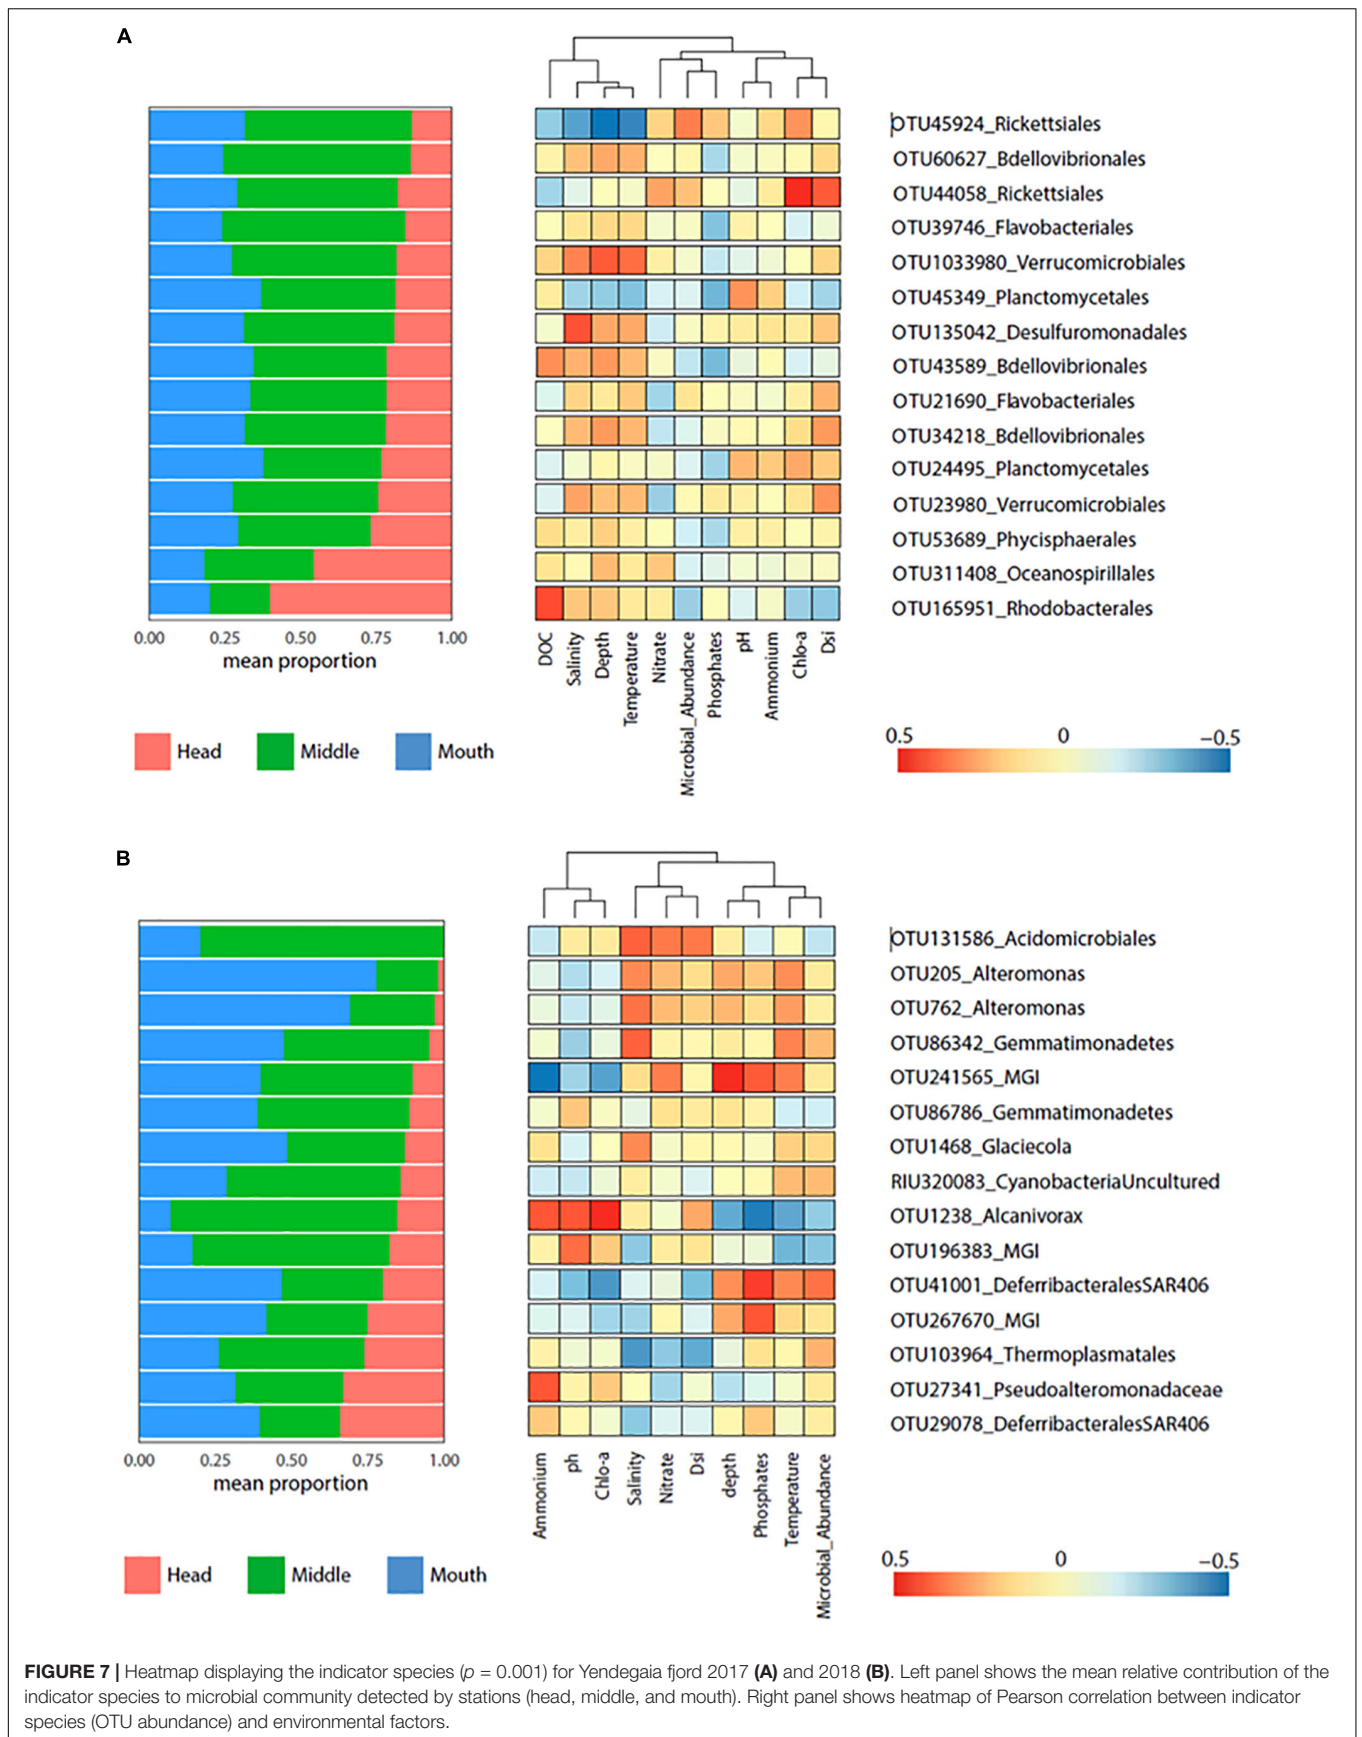 A
OTU45924_Rickettsiales
OTU60627_Bdellovibrionales
OTU44058_Rickettsiales
OTU39746_Flavobacteriales
OTU1033980_Verrucomicrobiales
OTU45349_Planctomycetales
OTU135042_Desulfuromonadales
OTU43589_Bdellovibrionales
OTU21690_Flavobacteriales
OTU34218_Bdellovibrionales
OTU24495_Planctomycetales
OTU23980_Verrucomicrobiales
OTU53689_Phycisphaerales
OTU311408_Oceanospirillales
OTU165951_Rhodobacterales
0.00 0.25 0.50 0.75 1.00
mean proportion
DOC
Salinity
Depth
Temperature
Nitrate
Microbial_Abundance
Phosphates
pH
Ammonium
Chlo-a
Dsi
Head Middle Mouth
0.5 0 −0.5
B
OTU131586_Acidomicrobiales
OTU205_Alteromonas
OTU762_Alteromonas
OTU86342_Gemmatimonadetes
OTU241565_MGI
OTU86786_Gemmatimonadetes
OTU1468_Glaciecola
RIU320083_CyanobacteriaUncultured
OTU1238_Alcanivorax
OTU196383_MGI
OTU41001_DeferribacteralesSAR406
OTU267670_MGI
OTU103964_Thermoplasmatales
OTU27341_Pseudoalteromonadaceae
OTU29078_DeferribacteralesSAR406
0.00 0.25 0.50 0.75 1.00
mean proportion
Ammonium
ph
Chlo-a
Salinity
Nitrate
Dsi
depth
Phosphates
Temperature
Microbial_Abundance
Head Middle Mouth
0.5 0 −0.5
FIGURE 7 | Heatmap displaying the indicator species (p = 0.001) for Yendegaia fjord 2017 (A) and 2018 (B). Left panel shows the mean relative contribution of the
indicator species to microbial community detected by stations (head, middle, and mouth). Right panel shows heatmap of Pearson correlation between indicator
species (OTU abundance) and environmental factors.